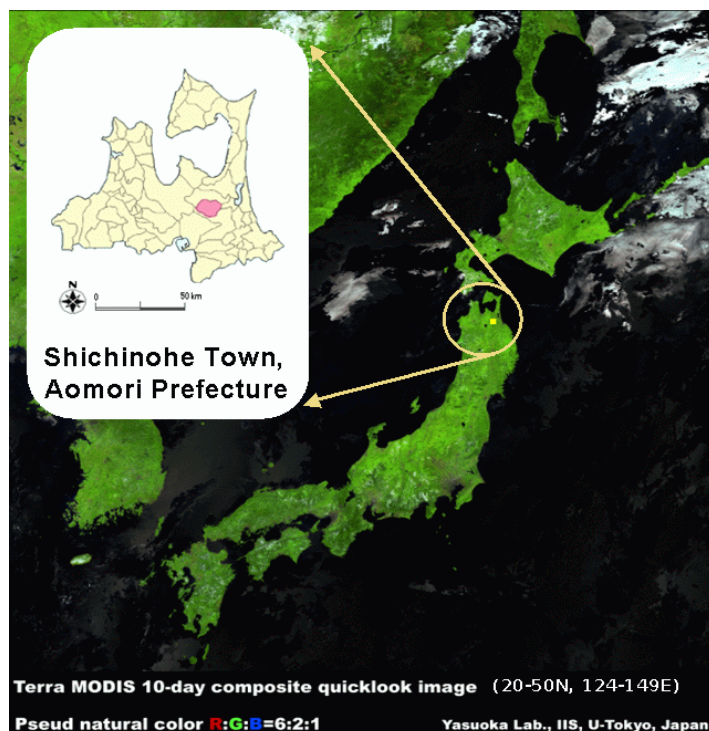 N
0 50 km
Shichinohe Town,
Aomori Prefecture
Terra MODIS 10-day composite quicklook image (20-50N, 124-149E)
Pseud natural color R:G:B=6:2:1 Yasuoka Lab., IIS, U-Tokyo, Japan